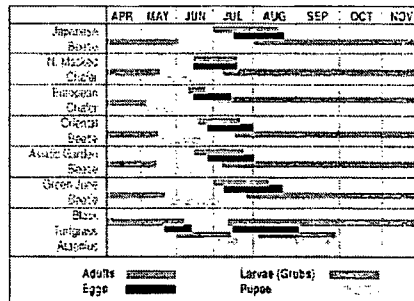 APR MAY JUN JUL AUG SEP OCT NOV
Japanese
Beetle
N. Masked
Chafer
European
Chafer
Oriental
Beetle
Asiatic Garden
Beetle
Green June
Beetle
Black
Turfgrass
Ataenius
Adults Larvae (Grubs)
Eggs Pupae